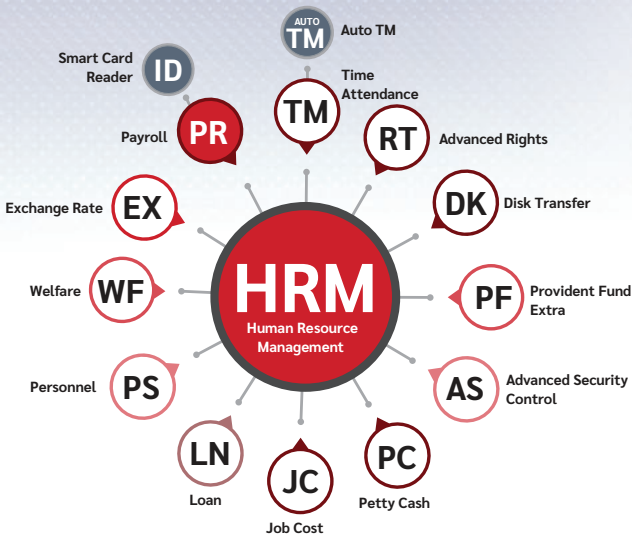 AUTO
TM
Auto TM
Smart Card
Reader
ID
Time
Attendance
TM
Payroll
PR
RT
Advanced Rights
Exchange Rate
EX
DK
Disk Transfer
HRM
Human Resource
Management
Welfare
WF
PF
Provident Fund
Extra
Personnel
PS
AS
Advanced Security
Control
LN
Loan
JC
Job Cost
PC
Petty Cash